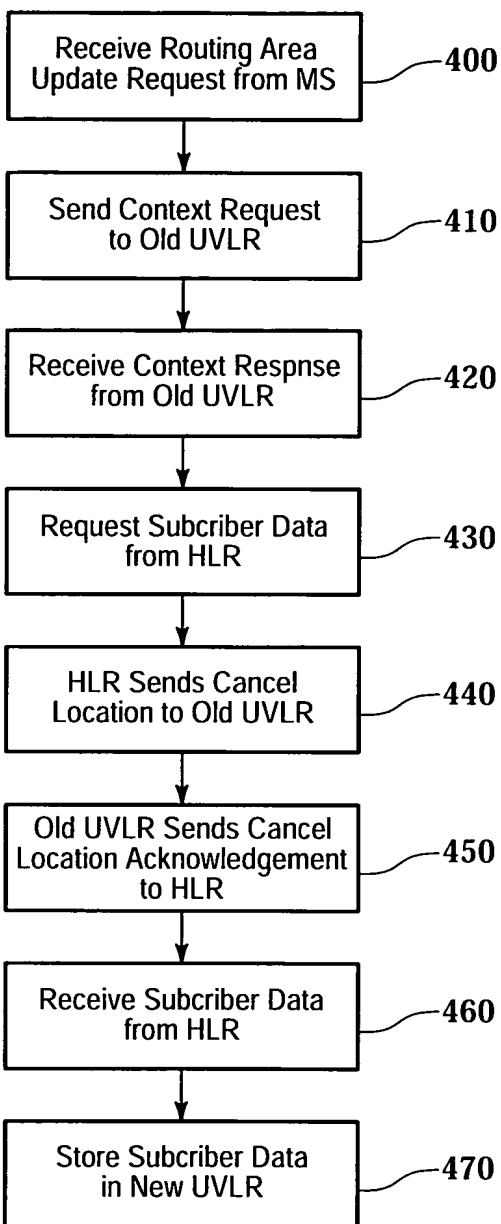 Receive Routing Area
Update Request from MS
400
Send Context Request
to Old UVLR
410
Receive Context Respnse
from Old UVLR
420
Request Subcriber Data
from HLR
430
HLR Sends Cancel
Location to Old UVLR
440
Old UVLR Sends Cancel
Location Acknowledgement
to HLR
450
Receive Subcriber Data
from HLR
460
Store Subcriber Data
in New UVLR
470